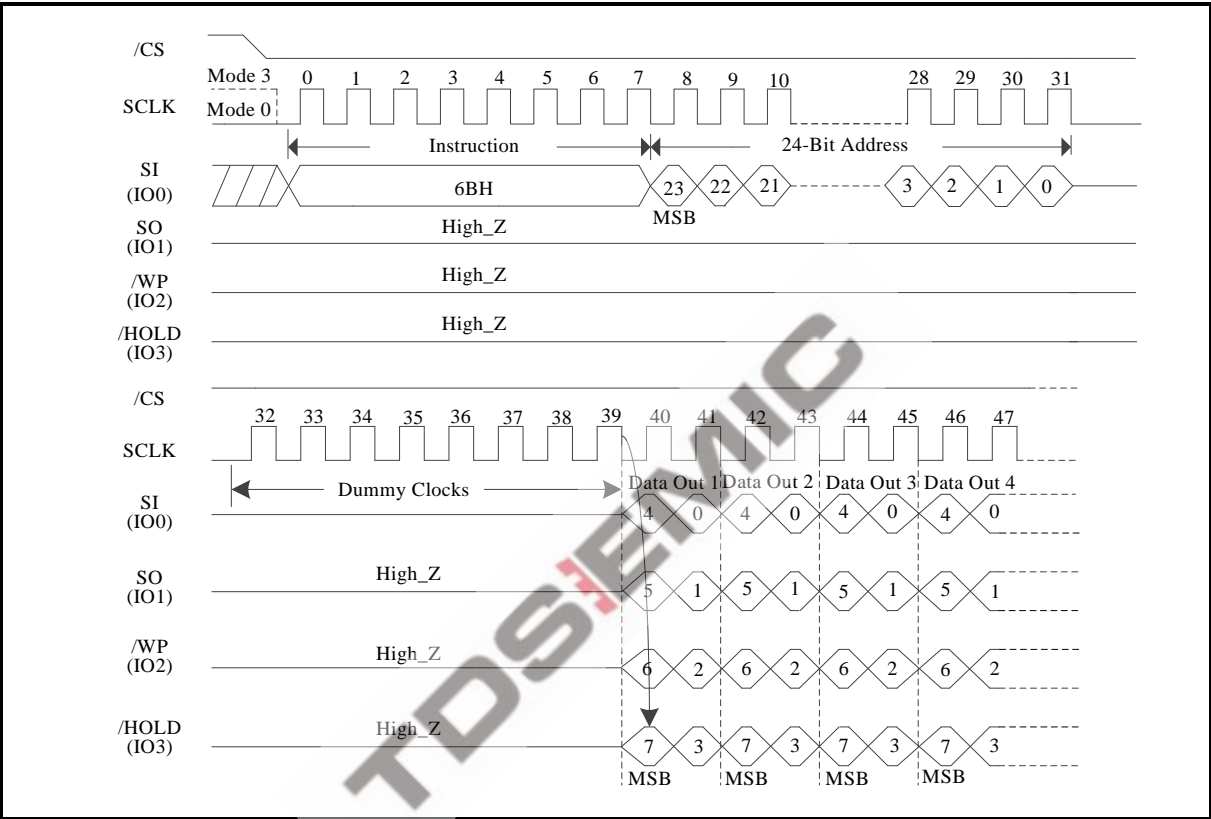 /CS
Mode 3 0 1 2 3 4 5 6 7 8 9 10 28 29 30 31
SCLK Mode 0
Instruction 24-Bit Address
SI
(IO0) 6BH 23 22 21 3 2 1 0
MSB
SO High_Z
(IO1)
/WP High_Z
(IO2)
/HOLD High_Z
(IO3)
/CS
32 33 34 35 36 37 38 39 40 41 42 43 44 45 46 47
SCLK
Dummy Clocks Data Out 1 Data Out 2 Data Out 3 Data Out 4
SI
(IO0) 4 0 4 0 4 0 4 0
SO High_Z
(IO1) 5 1 5 1 5 1 5 1
/WP High_Z
(IO2) 6 2 6 2 6 2 6 2
/HOLD High_Z
(IO3) 7 3 7 3 7 3 7 3
MSB MSB MSB MSB
TDSEMIC